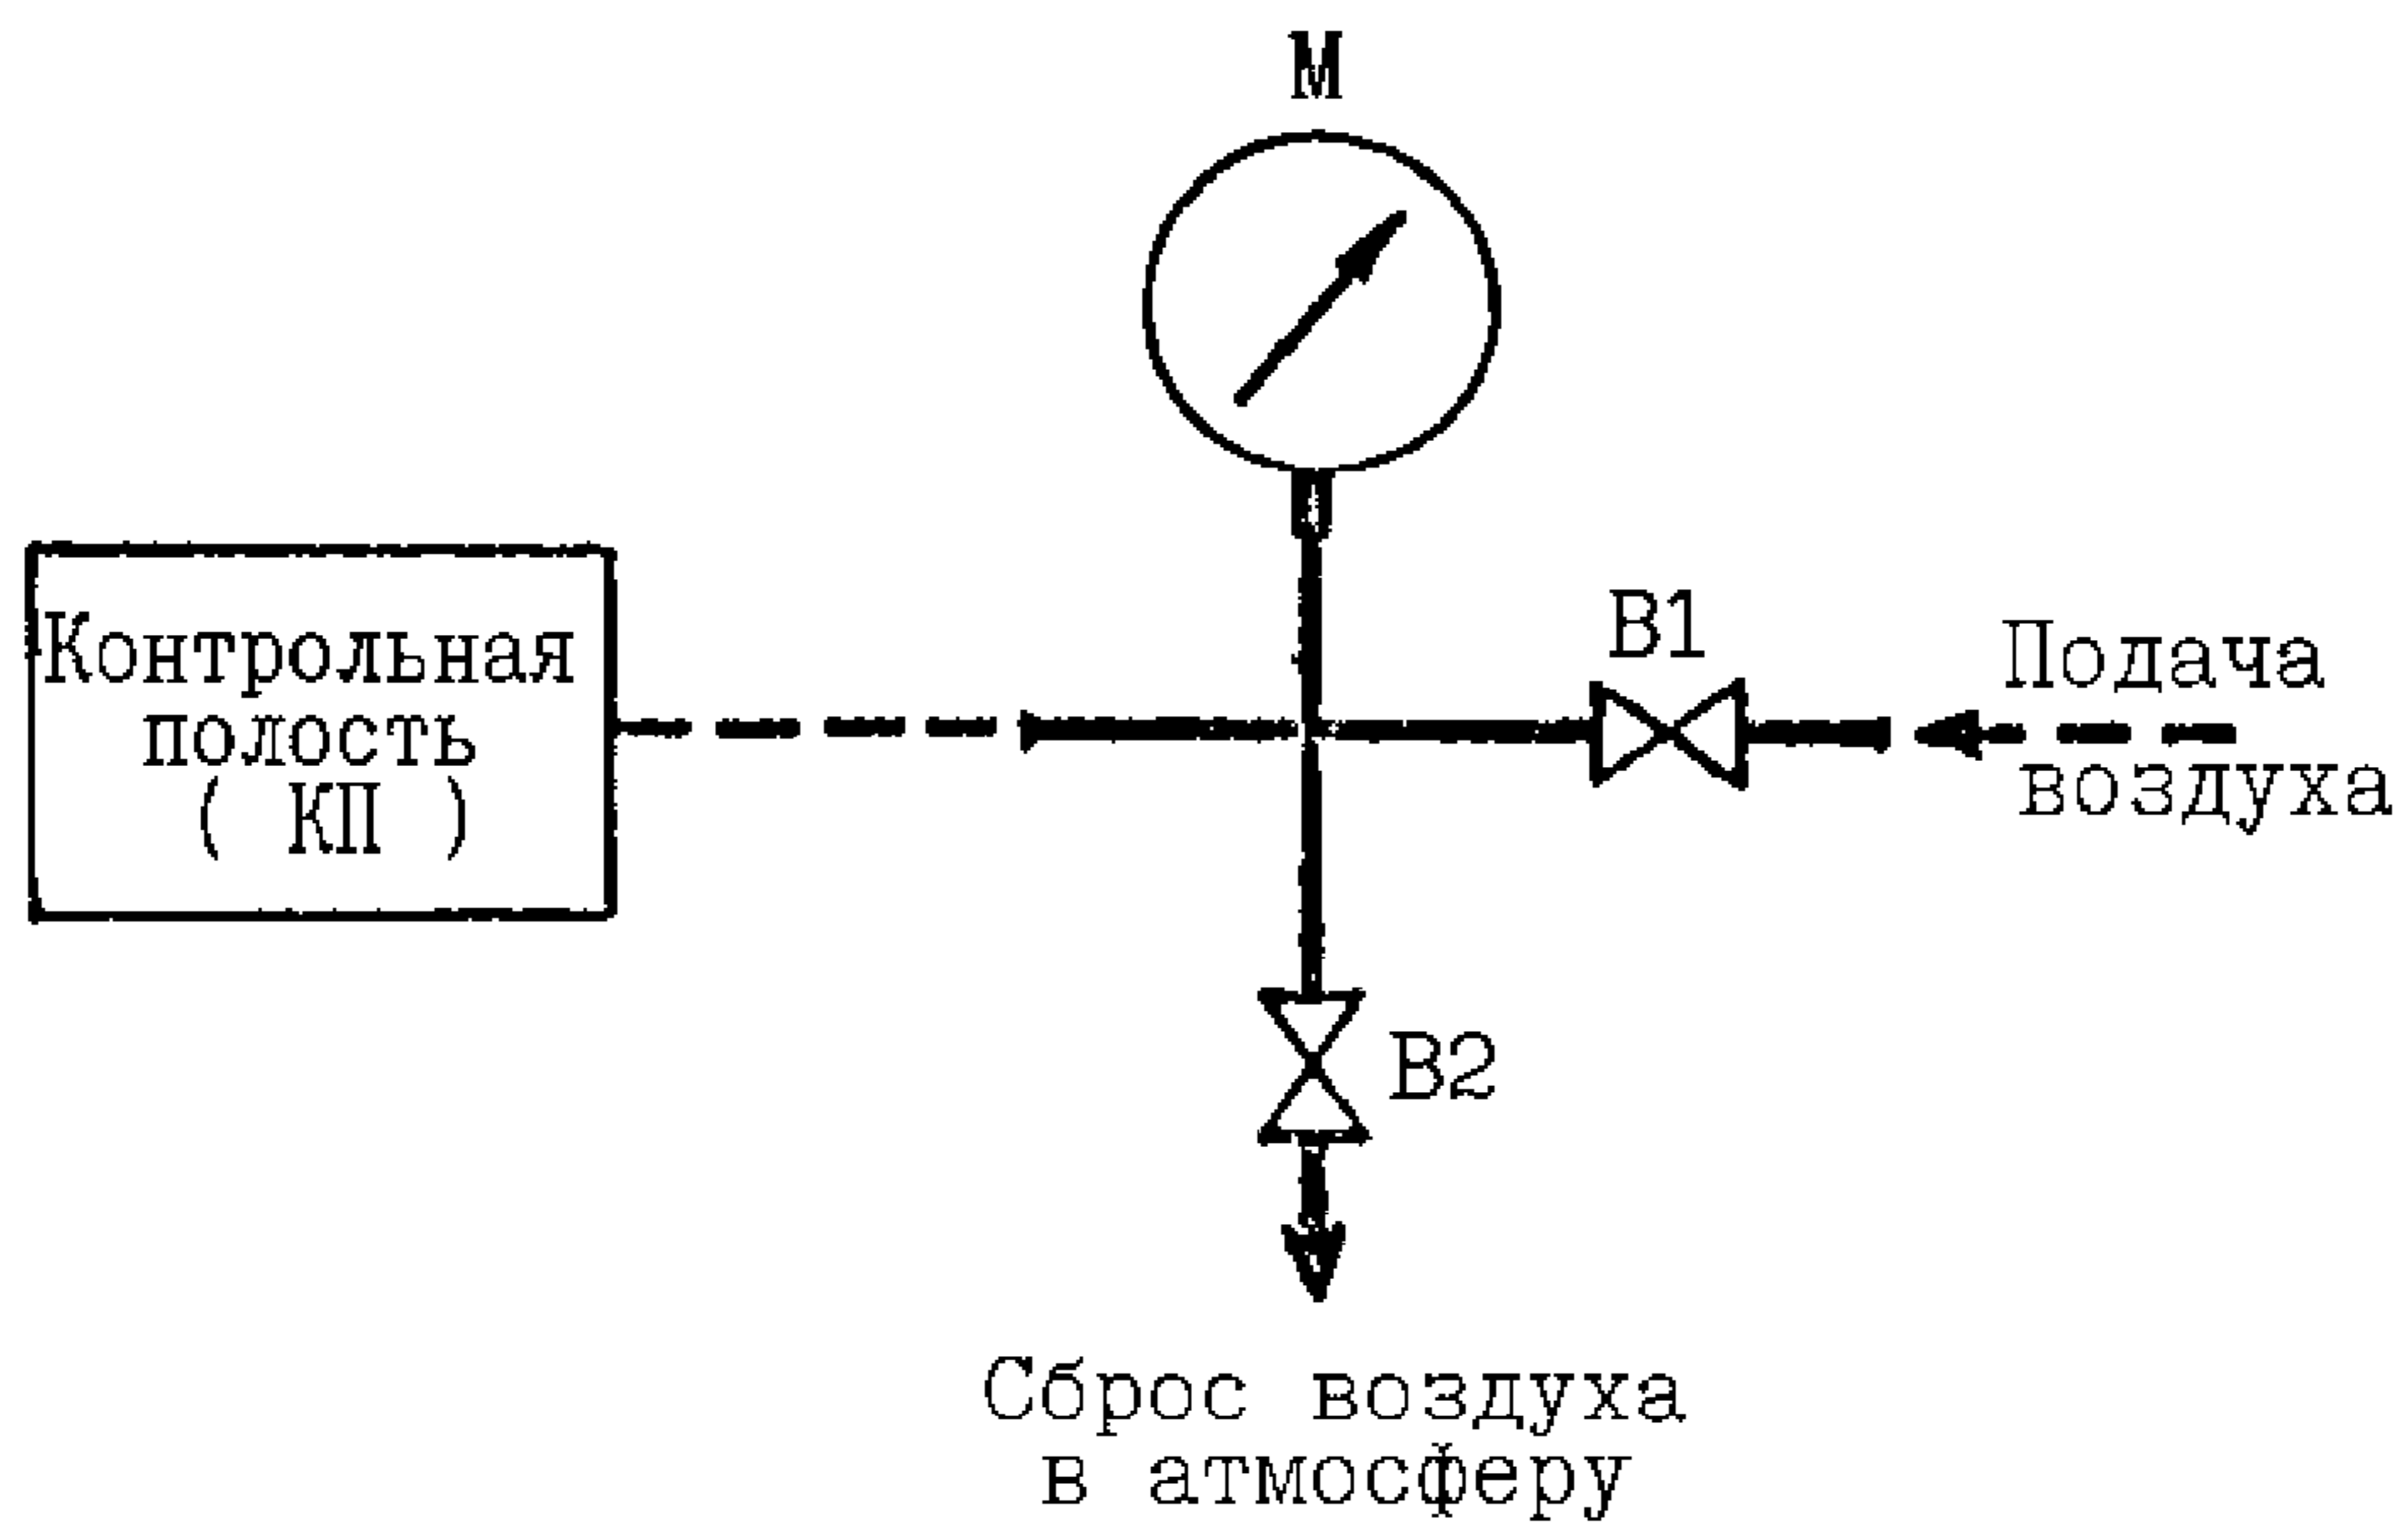 М
Контрольная
полость
( КП )
В1
Подача
воздуха
В2
Сброс воздуха
в атмосферу